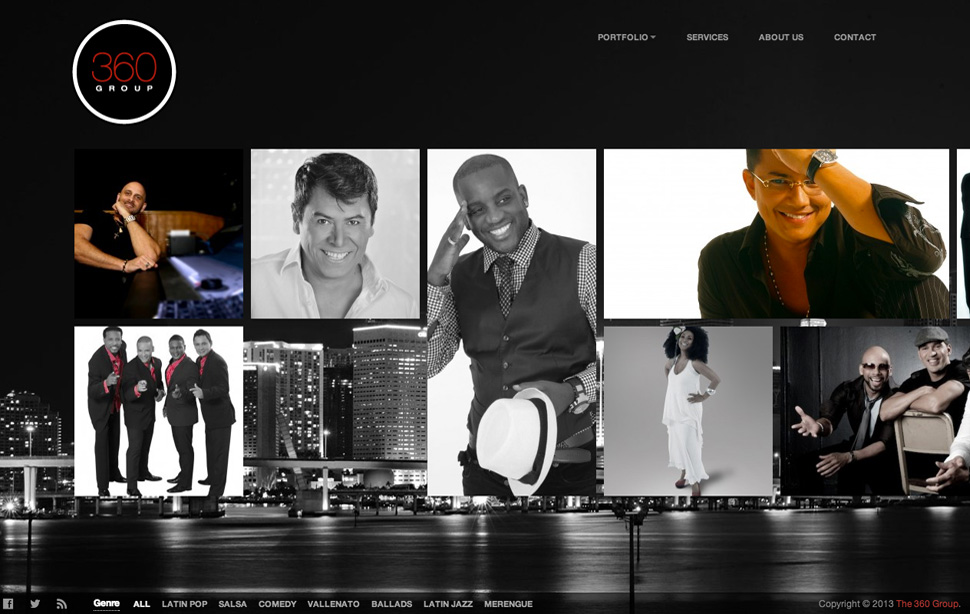 360
GROUP
PORTFOLIO SERVICES ABOUT US CONTACT
Genre ALL LATIN POP SALSA COMEDY VALLENATO BALLADS LATIN JAZZ MERENGUE
Copyright © 2013 The 360 Group.